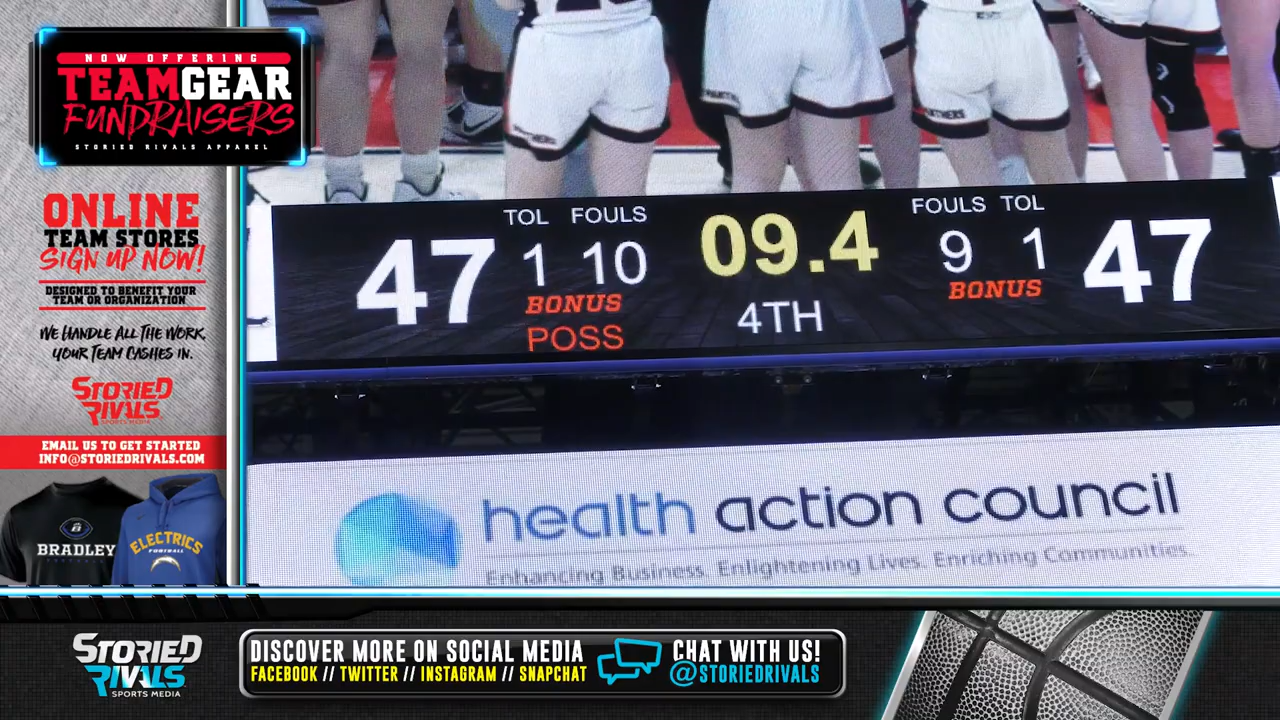 NOW OFFERING
TEAMGEAR
FUNDRAISERS
STORIED RIVALS APPAREL
ONLINE
TEAM STORES
SIGN UP NOW!
DESIGNED TO BENEFIT YOUR
TEAM OR ORGANIZATION
WE HANDLE ALL THE WORK,
YOUR TEAM CASHES IN.
STORIED
RIVALS
SPORTS MEDIA
EMAIL US TO GET STARTED
INFO@STORIEDRIVALS.COM
B
BRADLEY
ELECTRICS
FOOTBALL
TOL FOULS
FOULS TOL
47 1 10 09.4 9 1 47
BONUS
BONUS
POSS
4TH
health action council
Enhancing Business. Enlightening Lives. Enriching Communities.
STORIED
RIVALS
SPORTS MEDIA
DISCOVER MORE ON SOCIAL MEDIA
FACEBOOK // TWITTER // INSTAGRAM // SNAPCHAT
CHAT WITH US!
@STORIEDRIVALS